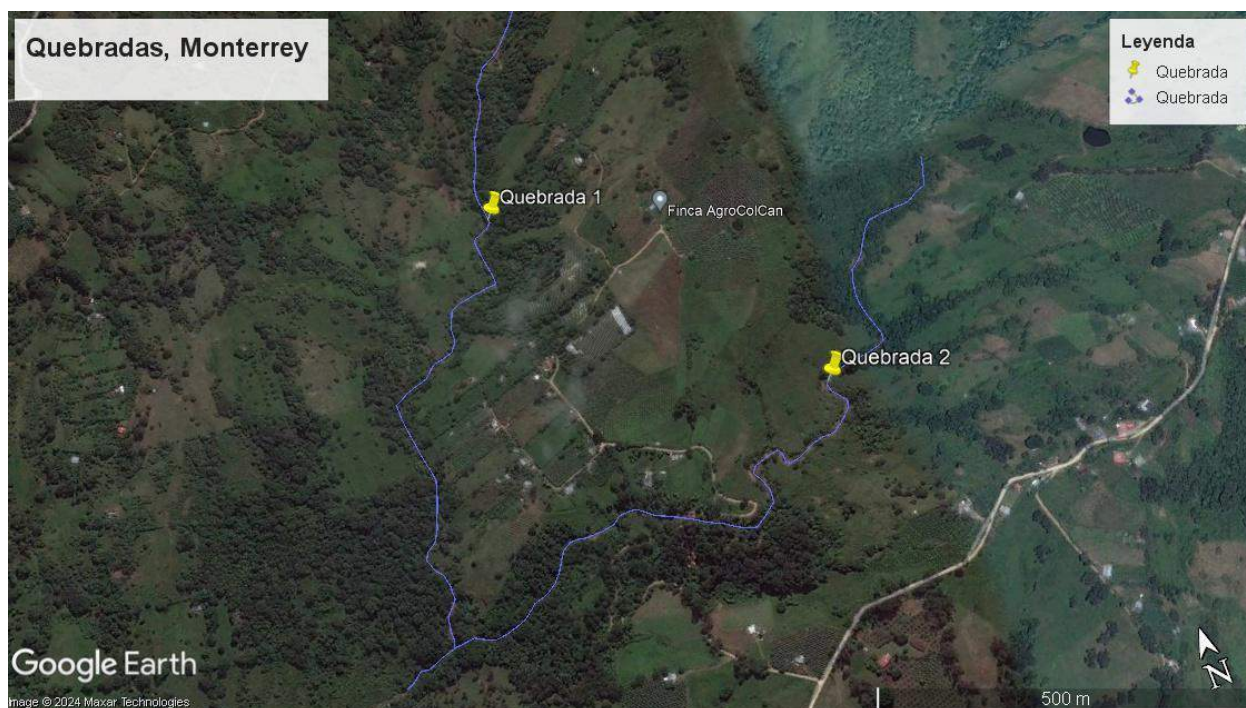 Quebradas, Monterrey
Leyenda
Quebrada
Quebrada
Quebrada 1
Finca AgroColCan
Quebrada 2
Google Earth
Image © 2024 Maxar Technologies
500 m
N